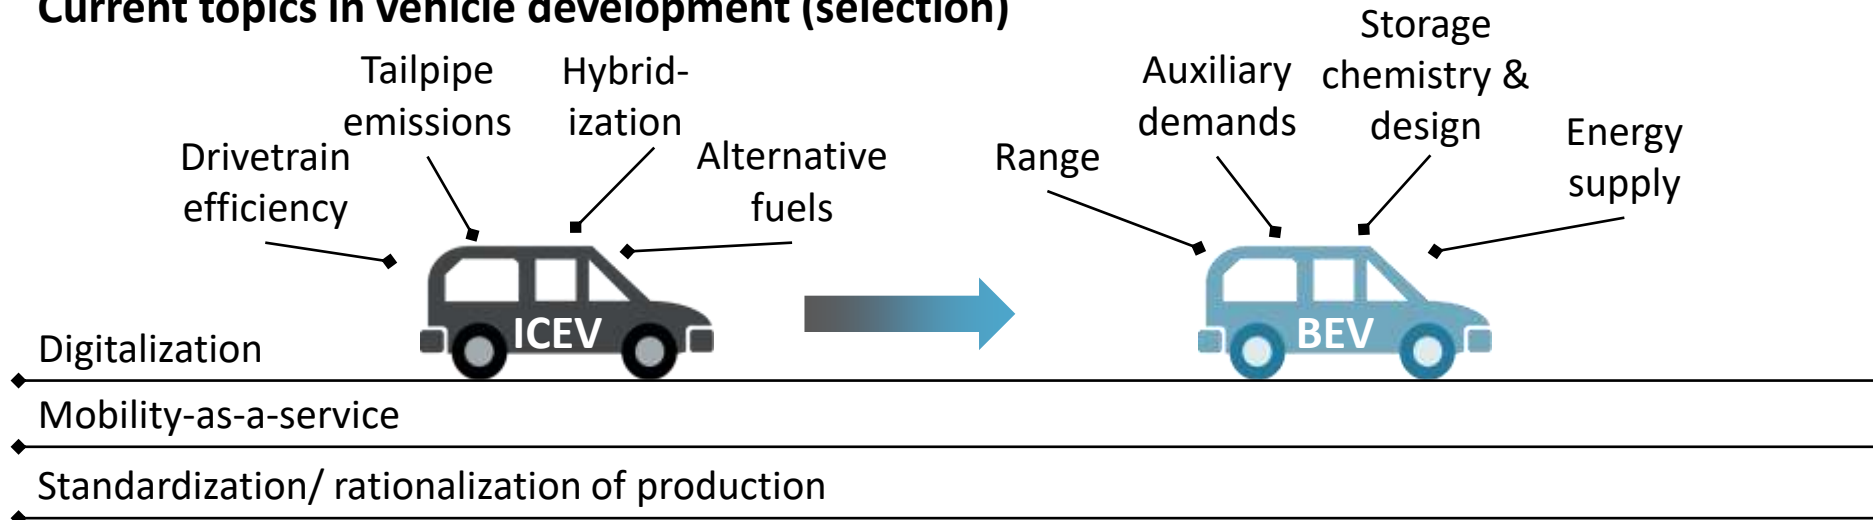 Current topics in vehicle development (selection)
Tailpipe
emissions
Hybrid-
ization
Drivetrain
efficiency
Alternative
fuels
Range
Auxiliary
demands
Storage
chemistry &
design
Energy
supply
ICEV
BEV
Digitalization
Mobility-as-a-service
Standardization/ rationalization of production